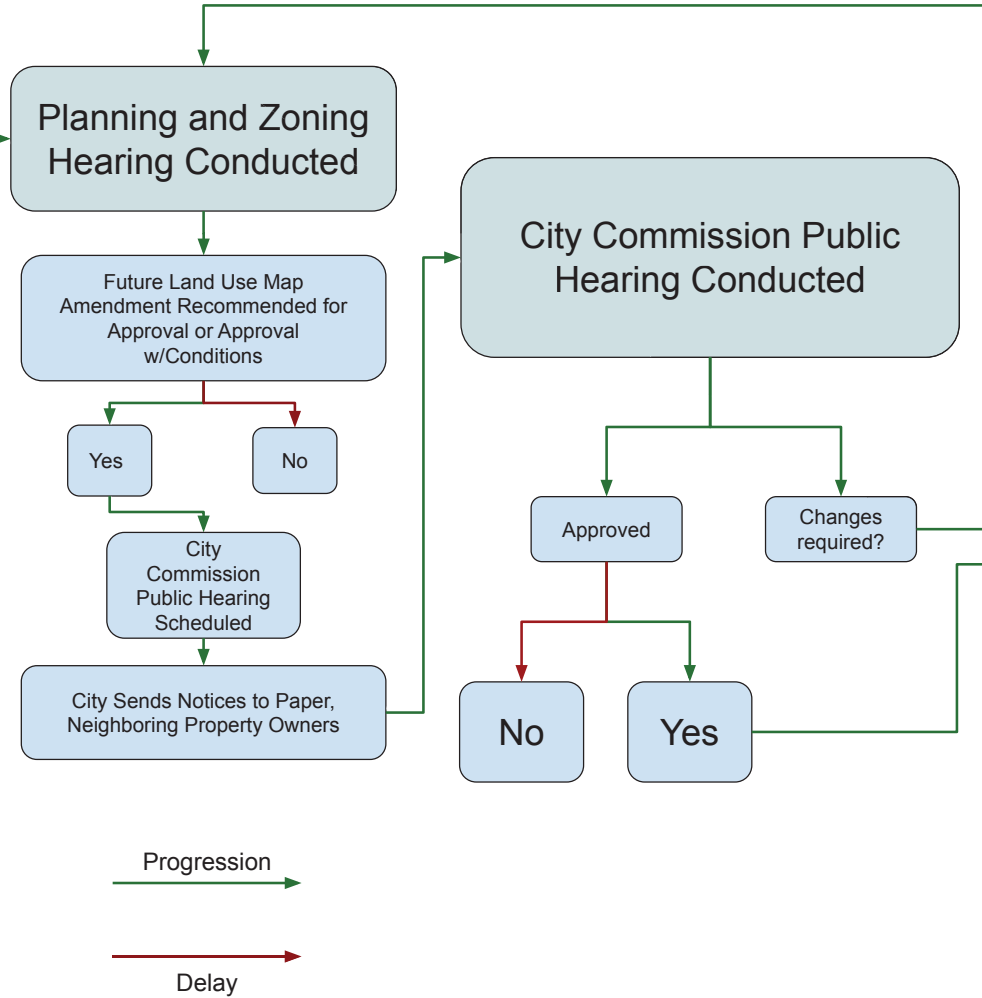 Planning and Zoning
Hearing Conducted
Future Land Use Map
Amendment Recommended for
Approval or Approval
w/Conditions
Yes
No
City
Commission
Public Hearing
Scheduled
City Sends Notices to Paper,
Neighboring Property Owners
City Commission Public
Hearing Conducted
Approved
Changes
required?
No
Yes
Progression
Delay